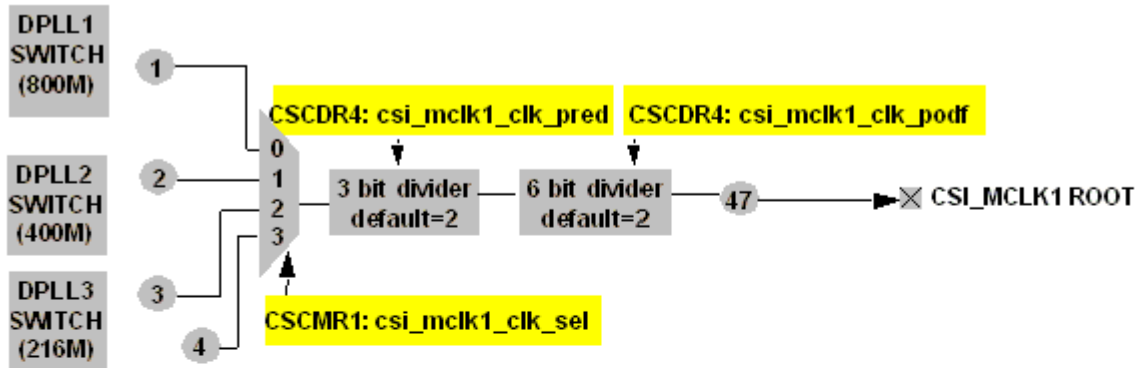 DPLL1
SWITCH
(800M)
1
CSCDR4: csi_mclk1_clk_pred
CSCDR4: csi_mclk1_clk_podf
0
1
2
3
DPLL2
SWITCH
(400M)
2
3 bit divider
default=2
6 bit divider
default=2
47
CSI_MCLK1 ROOT
DPLL3
SWITCH
(216M)
3
4
CSCMR1: csi_mclk1_clk_sel